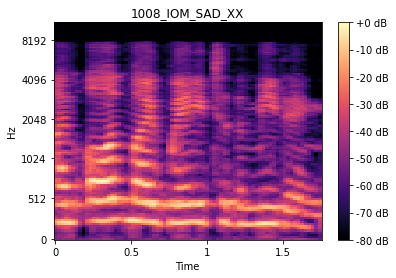 1008_IOM_SAD_XX
+0 dB
8192
-10 dB
4096
-20 dB
-30 dB
2048
Hz
-40 dB
1024
-50 dB
512
-60 dB
-70 dB
0
-80 dB
0 0.5 1 1.5
Time